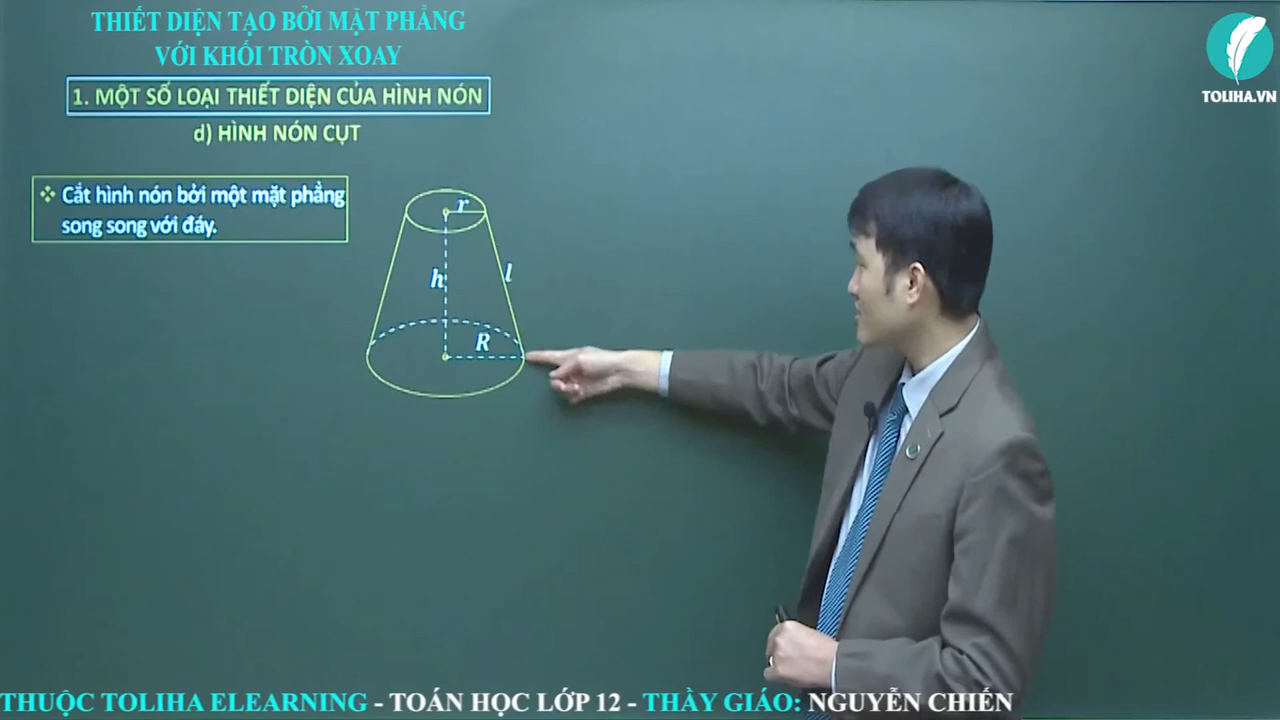 THIẾT DIỆN TẠO BỞI MẶT PHẲNG
VỚI KHỐI TRÒN XOAY
TOLIHA.VN
1. MỘT SỐ LOẠI THIẾT DIỆN CỦA HÌNH NÓN
d) HÌNH NÓN CỤT
Cắt hình nón bởi một mặt phẳng
song song với đáy.
r
h
l
R
THUỘC TOLIHA ELEARNING - TOÁN HỌC LỚP 12 - THẦY GIÁO: NGUYỄN CHIẾN